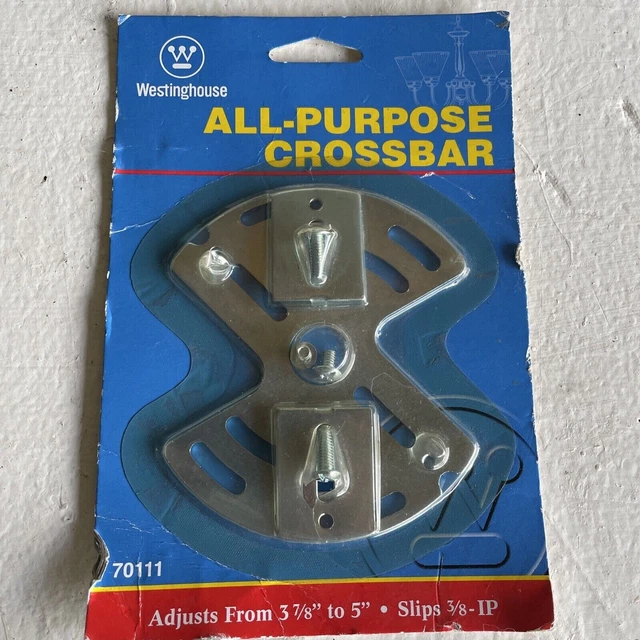 Westinghouse
ALL-PURPOSE
CROSSBAR
70111
Adjusts From 3 7/8" to 5" • Slips 3/8-IP